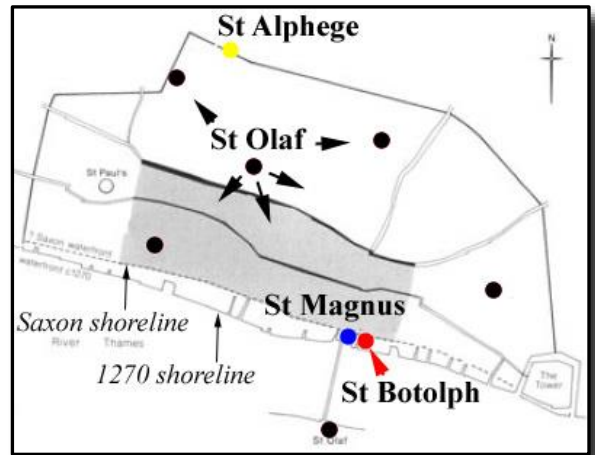 St Alphege
N
St Olaf
St Paul's
? Saxon waterfront
waterfront c1270
St Magnus
Saxon shoreline
River Thames
1270 shoreline
St Botolph
The
Tower
St Olaf